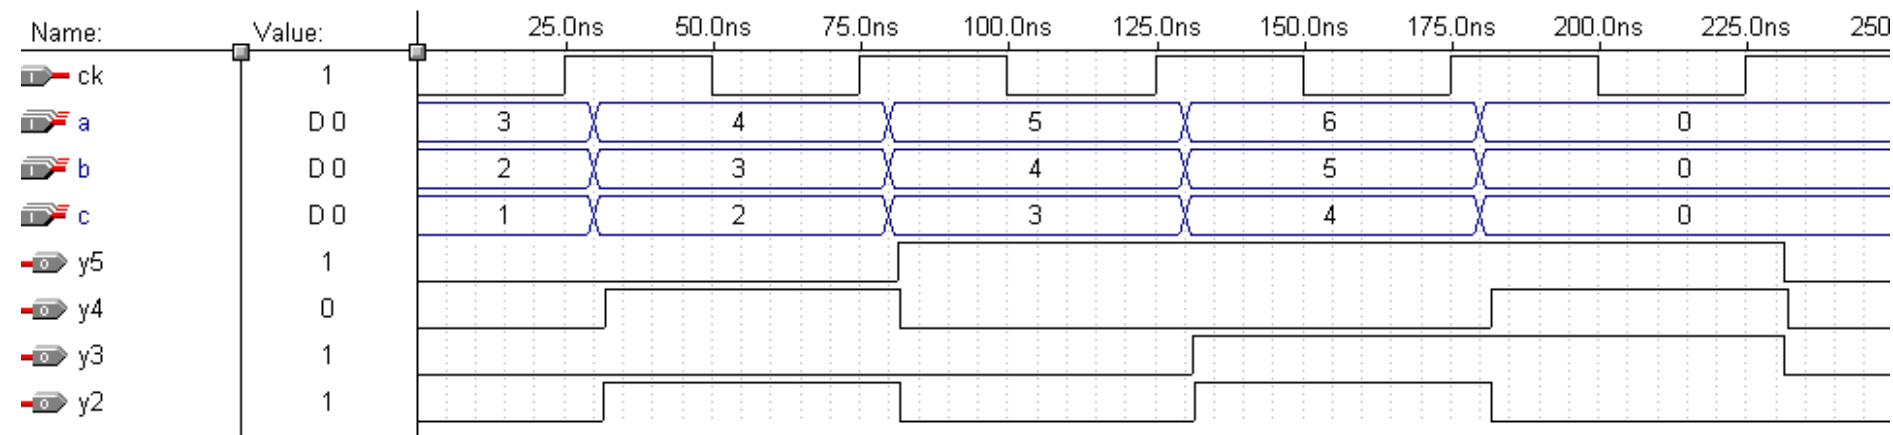 Name: Value: 25.0ns 50.0ns 75.0ns 100.0ns 125.0ns 150.0ns 175.0ns 200.0ns 225.0ns 250
I ck 1
I a D 0 3 4 5 6 0
I b D 0 2 3 4 5 0
I c D 0 1 2 3 4 0
O y5 1
O y4 0
O y3 1
O y2 1